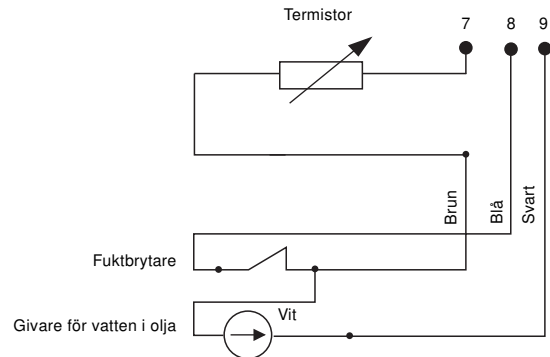 Termistor
7 8 9
Brun
Blå
Svart
Fuktbrytare
Vit
Givare för vatten i olja